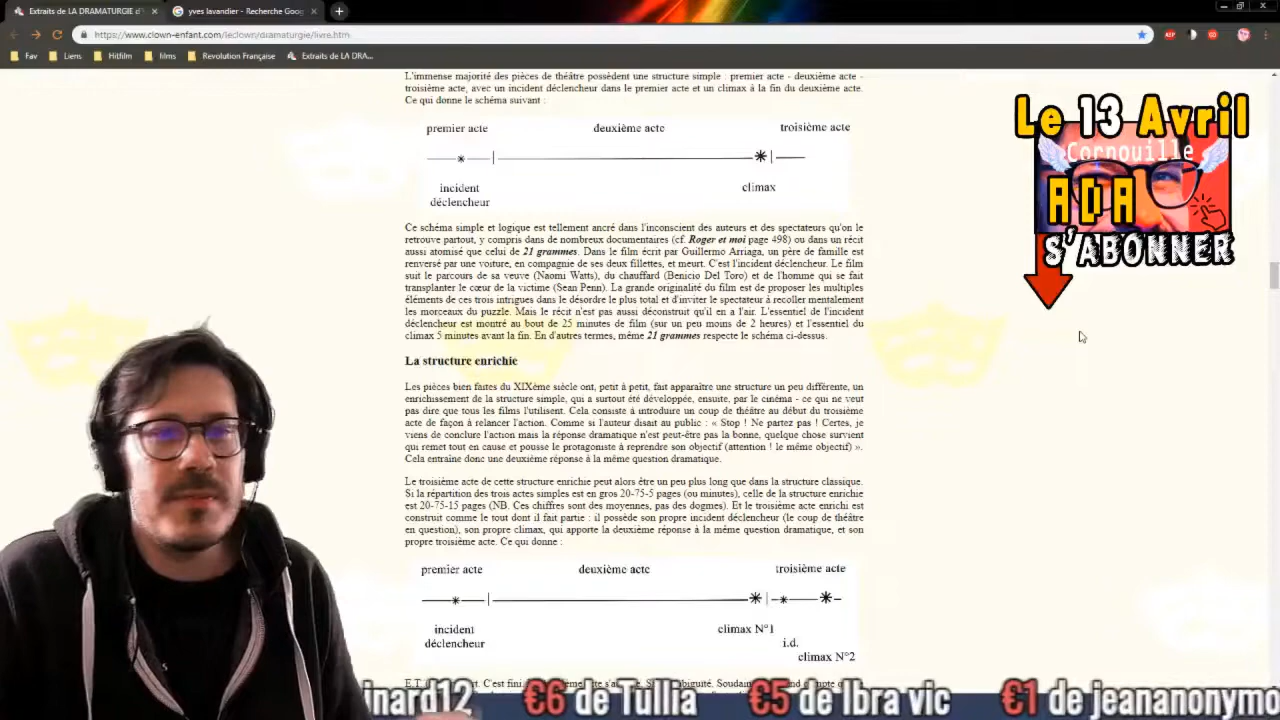 Extraits de LA DRAMATURGIE d'
yves lavandier - Recherche Goog
https://www.clown-enfant.com/leclown/dramaturgie/livre.htm
Fav
Liens
Hitfilm
films
Revolution Française
Extraits de LA DRA...
L'immense majorité des pièces de théâtre possèdent une structure simple : premier acte - deuxième acte -
troisième acte, avec un incident déclencheur dans le premier acte et un climax à la fin du deuxième acte.
Ce qui donne le schéma suivant :
premier acte
deuxième acte
troisième acte
incident
déclencheur
climax
Ce schéma simple et logique est tellement ancré dans l'inconscient des auteurs et des spectateurs qu'on le
retrouve partout, y compris dans de nombreux documentaires (cf. Roger et moi page 498) ou dans un récit
aussi atomisé que celui de 21 grammes. Dans le film écrit par Guillermo Arriaga, un père de famille est
renversé par une voiture, en compagnie de ses deux fillettes, et meurt. C'est l'incident déclencheur. Le film
suit le parcours de sa veuve (Naomi Watts), du chauffard (Benicio Del Toro) et de l'homme qui se fait
transplanter le cœur de la victime (Sean Penn). La grande originalité du film est de proposer les multiples
éléments de ces trois intrigues dans le désordre le plus total et d'inviter le spectateur à recoller mentalement
les morceaux du puzzle. Mais le récit n'est pas aussi déconstruit qu'il en a l'air. L'essentiel de l'incident
déclencheur est montré au bout de 25 minutes de film (sur un peu moins de 2 heures) et l'essentiel du
climax 5 minutes avant la fin. En d'autres termes, même 21 grammes respecte le schéma ci-dessus.
La structure enrichie
Les pièces bien faites du XIXème siècle ont, petit à petit, fait apparaître une structure un peu différente, un
enrichissement de la structure simple, qui a surtout été développée, ensuite, par le cinéma - ce qui ne veut
pas dire que tous les films l'utilisent. Cela consiste à introduire un coup de théâtre au début du troisième
acte de façon à relancer l'action. Comme si l'auteur disait au public : « Stop ! Ne partez pas ! Certes, je
viens de conclure l'action mais la réponse dramatique n'est peut-être pas la bonne, quelque chose survient
qui remet tout en cause et pousse le protagoniste à reprendre son objectif (attention ! le même objectif) ».
Cela entraîne donc une deuxième réponse à la même question dramatique.
Le troisième acte de cette structure enrichie peut alors être un peu plus long que dans la structure classique.
Si la répartition des trois actes simples est en gros 20-75-5 pages (ou minutes), celle de la structure enrichie
est 20-75-15 pages (NB. Ces chiffres sont des moyennes, pas des dogmes). Et le troisième acte enrichi est
construit comme le tout dont il fait partie : il possède son propre incident déclencheur (le coup de théâtre
en question), son propre climax, qui apporte la deuxième réponse à la même question dramatique, et son
propre troisième acte. Ce qui donne :
premier acte
deuxième acte
troisième acte
incident
déclencheur
climax N°1
i.d.
climax N°2
Le 13 Avril
Cornouille
ADA
S'ABONNER
inard12 €6 de Tullia €5 de Ibra vic €1 de jeananonymo